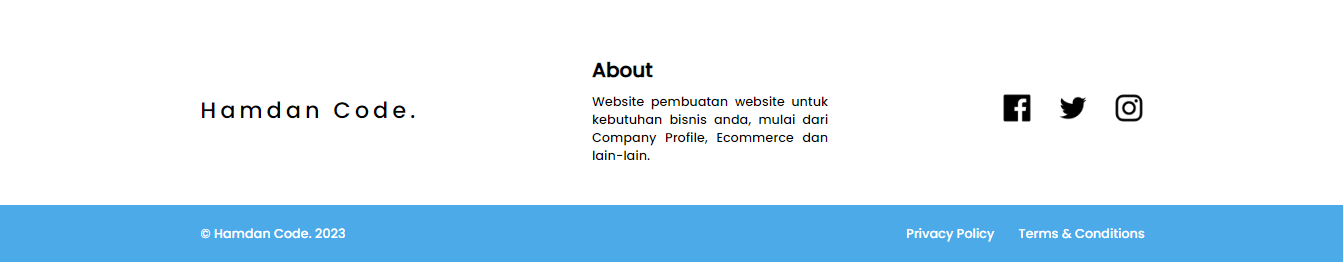 Hamdan Code.
About
Website pembuatan website untuk
kebutuhan bisnis anda, mulai dari
Company Profile, Ecommerce dan
lain-lain.
© Hamdan Code. 2023
Privacy Policy
Terms & Conditions